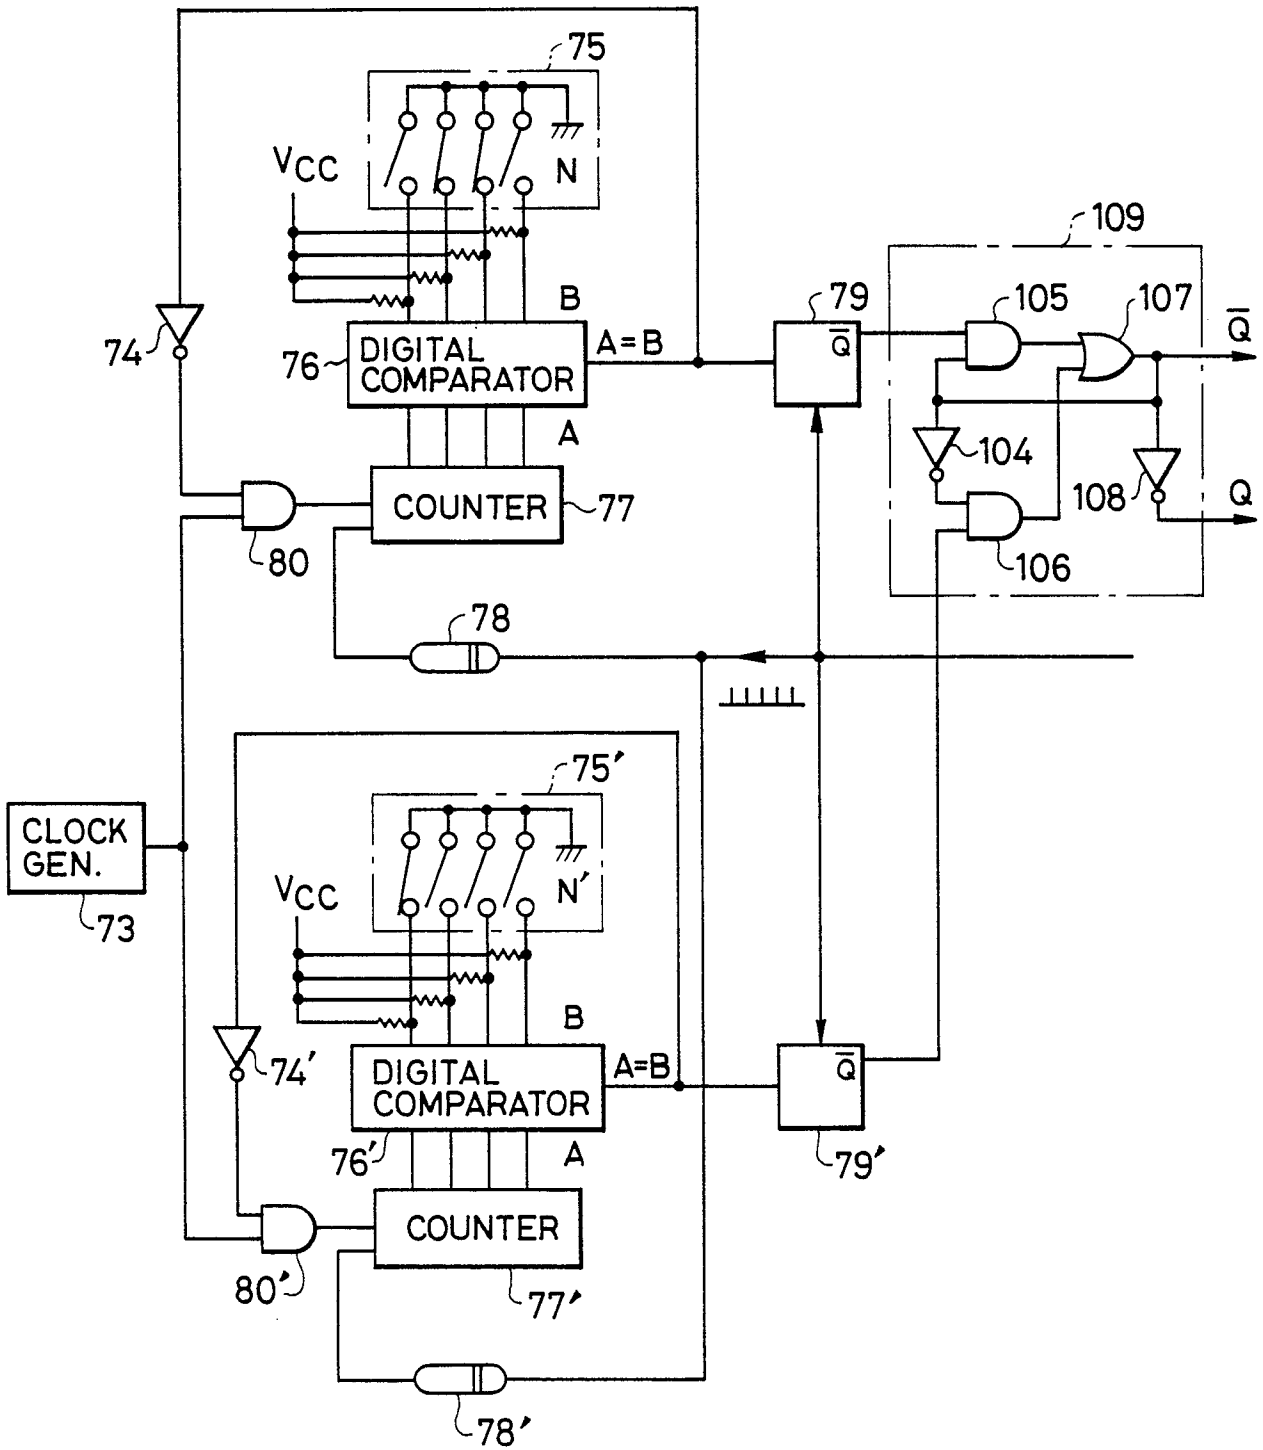 75
N
VCC
109
B
79
105
107
Q̅
74
76
DIGITAL
COMPARATOR
A=B
Q̅
A
104
108
Q
COUNTER
77
80
106
78
75'
CLOCK
GEN.
N'
VCC
73
B
74'
DIGITAL
COMPARATOR
A=B
Q̅
76'
A
79'
COUNTER
80'
77'
78'